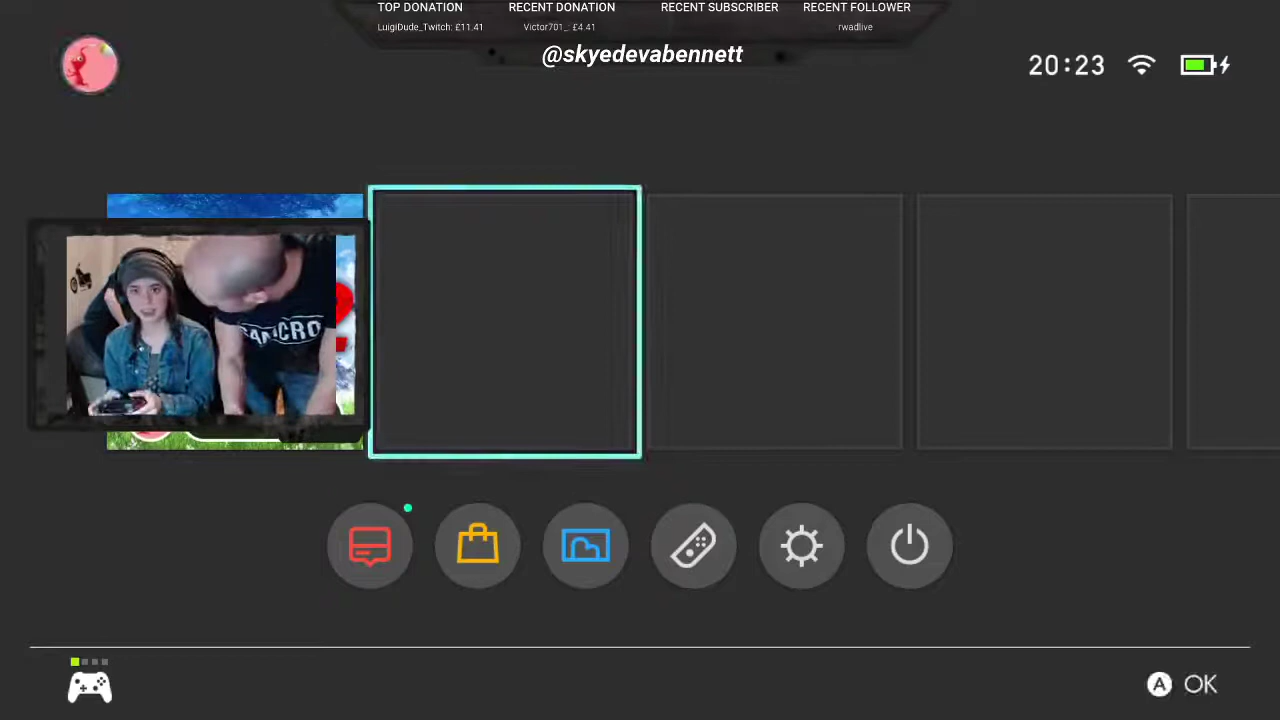 TOP DONATION
RECENT DONATION
RECENT SUBSCRIBER
RECENT FOLLOWER
LuigiDude_Twitch: £11.41
Victor701_: £4.41
rwadlive
@skyedevabennett
20:23
A OK